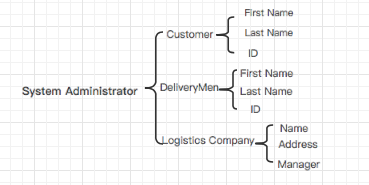 First Name
Customer
Last Name
ID
First Name
System Administrator
DeliveryMen
Last Name
ID
Name
Logistics Company
Address
Manager